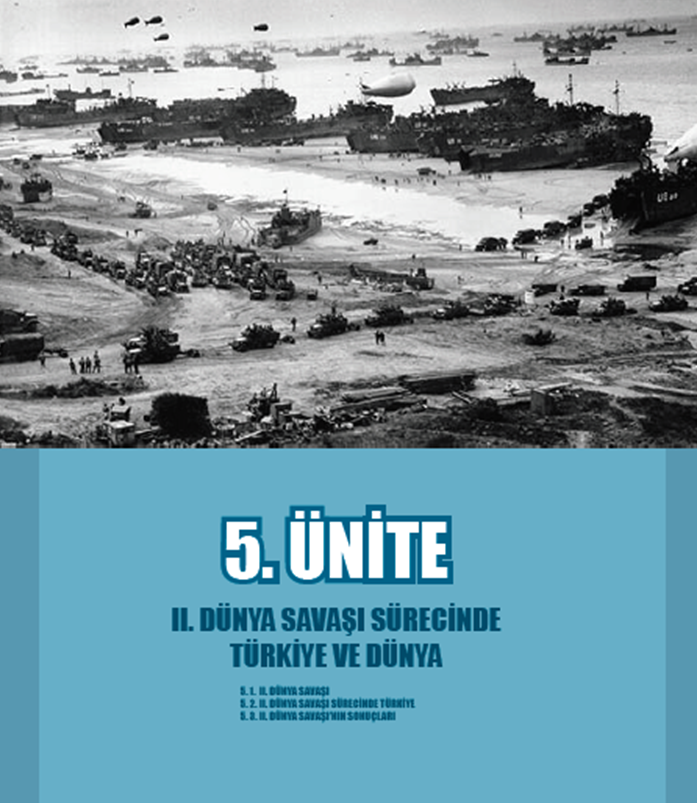 5. ÜNİTE
II. DÜNYA SAVAŞI SÜRECİNDE
TÜRKİYE VE DÜNYA
5. 1. II. DÜNYA SAVAŞI
5. 2. II. DÜNYA SAVAŞI SÜRECİNDE TÜRKİYE
5. 3. II. DÜNYA SAVAŞI'NIN SONUÇLARI